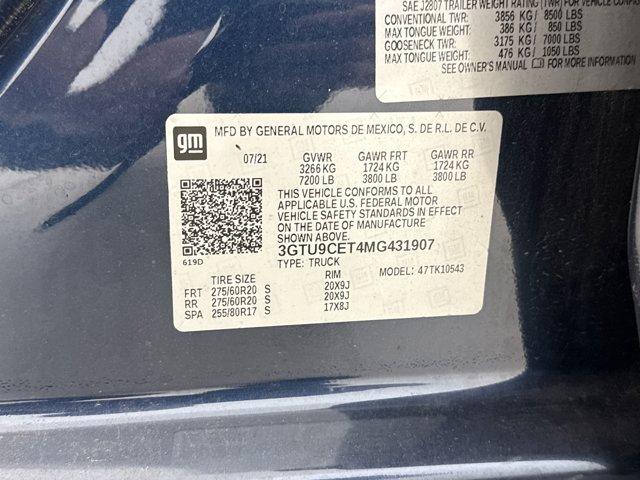 SAE J2807 TRAILER WEIGHT RATING (TWR) FOR VEHICLE CONFIG
CONVENTIONAL TWR: 3856 KG/ 8500 LBS
MAX TONGUE WEIGHT: 386 KG/ 850 LBS
GOOSENECK TWR: 3175 KG/ 7000 LBS
MAX TONGUE WEIGHT: 476 KG/ 1050 LBS
SEE OWNER'S MANUAL FOR MORE INFORMATION
gm MFD BY GENERAL MOTORS DE MEXICO, S. DE R.L. DE C.V.
07/21 GVWR GAWR FRT GAWR RR
3266 KG 1724 KG 1724 KG
7200 LB 3800 LB 3800 LB
THIS VEHICLE CONFORMS TO ALL
APPLICABLE U.S. FEDERAL MOTOR
VEHICLE SAFETY STANDARDS IN EFFECT
ON THE DATE OF MANUFACTURE
SHOWN ABOVE.
3GTU9CET4MG431907
619D
TYPE: TRUCK MODEL: 47TK10543
TIRE SIZE RIM
FRT 275/60R20 S 20X9J
RR 275/60R20 S 20X9J
SPA 255/80R17 S 17X8J